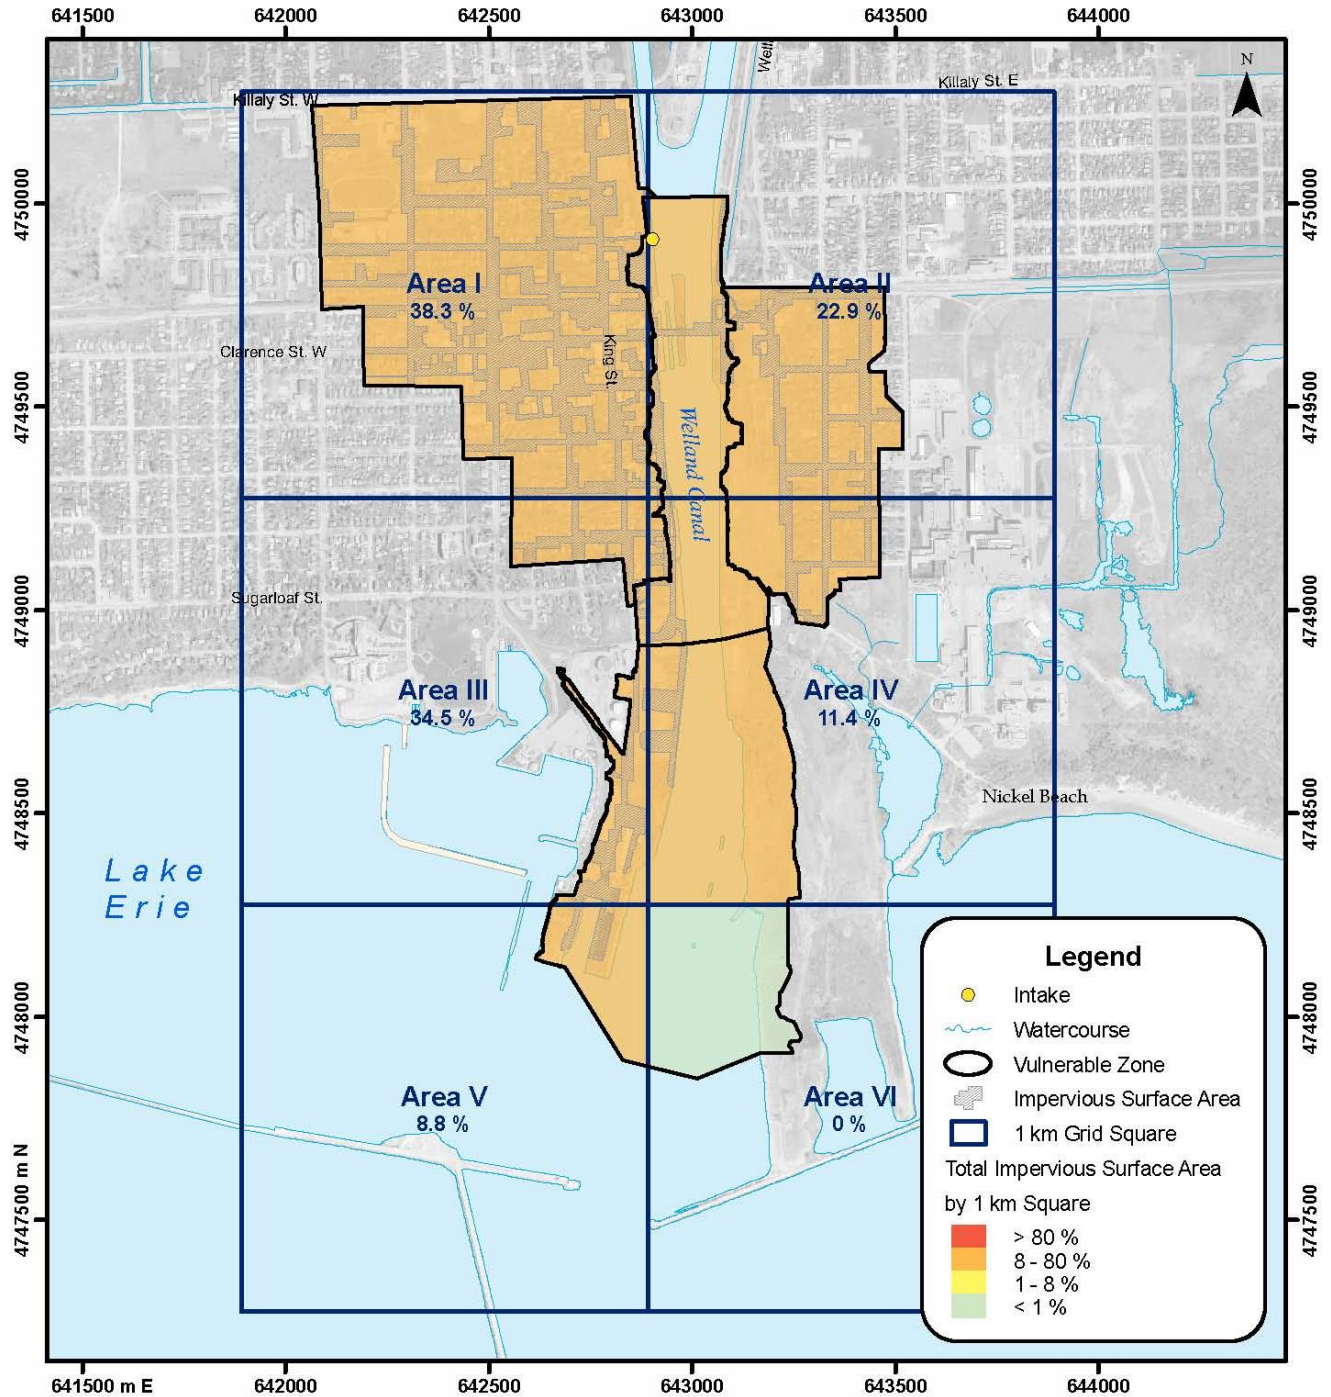 641500 642000 642500 643000 643500 644000
N
Killaly St. W
Killaly St. E
4750000
4750000
Area I
38.3 %
Area II
22.9 %
Clarence St. W
King St.
4749500
4749500
Welland Canal
Sugarloaf St.
4749000
4749000
Area III
34.5 %
Area IV
11.4 %
Nickel Beach
4748500
4748500
Lake
Erie
Legend
Intake
Watercourse
Vulnerable Zone
Impervious Surface Area
1 km Grid Square
Total Impervious Surface Area
by 1 km Square
> 80 %
8 - 80 %
1 - 8 %
< 1 %
4748000
4748000
Area V
8.8 %
Area VI
0 %
4747500 m N
4747500
641500 m E 642000 642500 643000 643500 644000